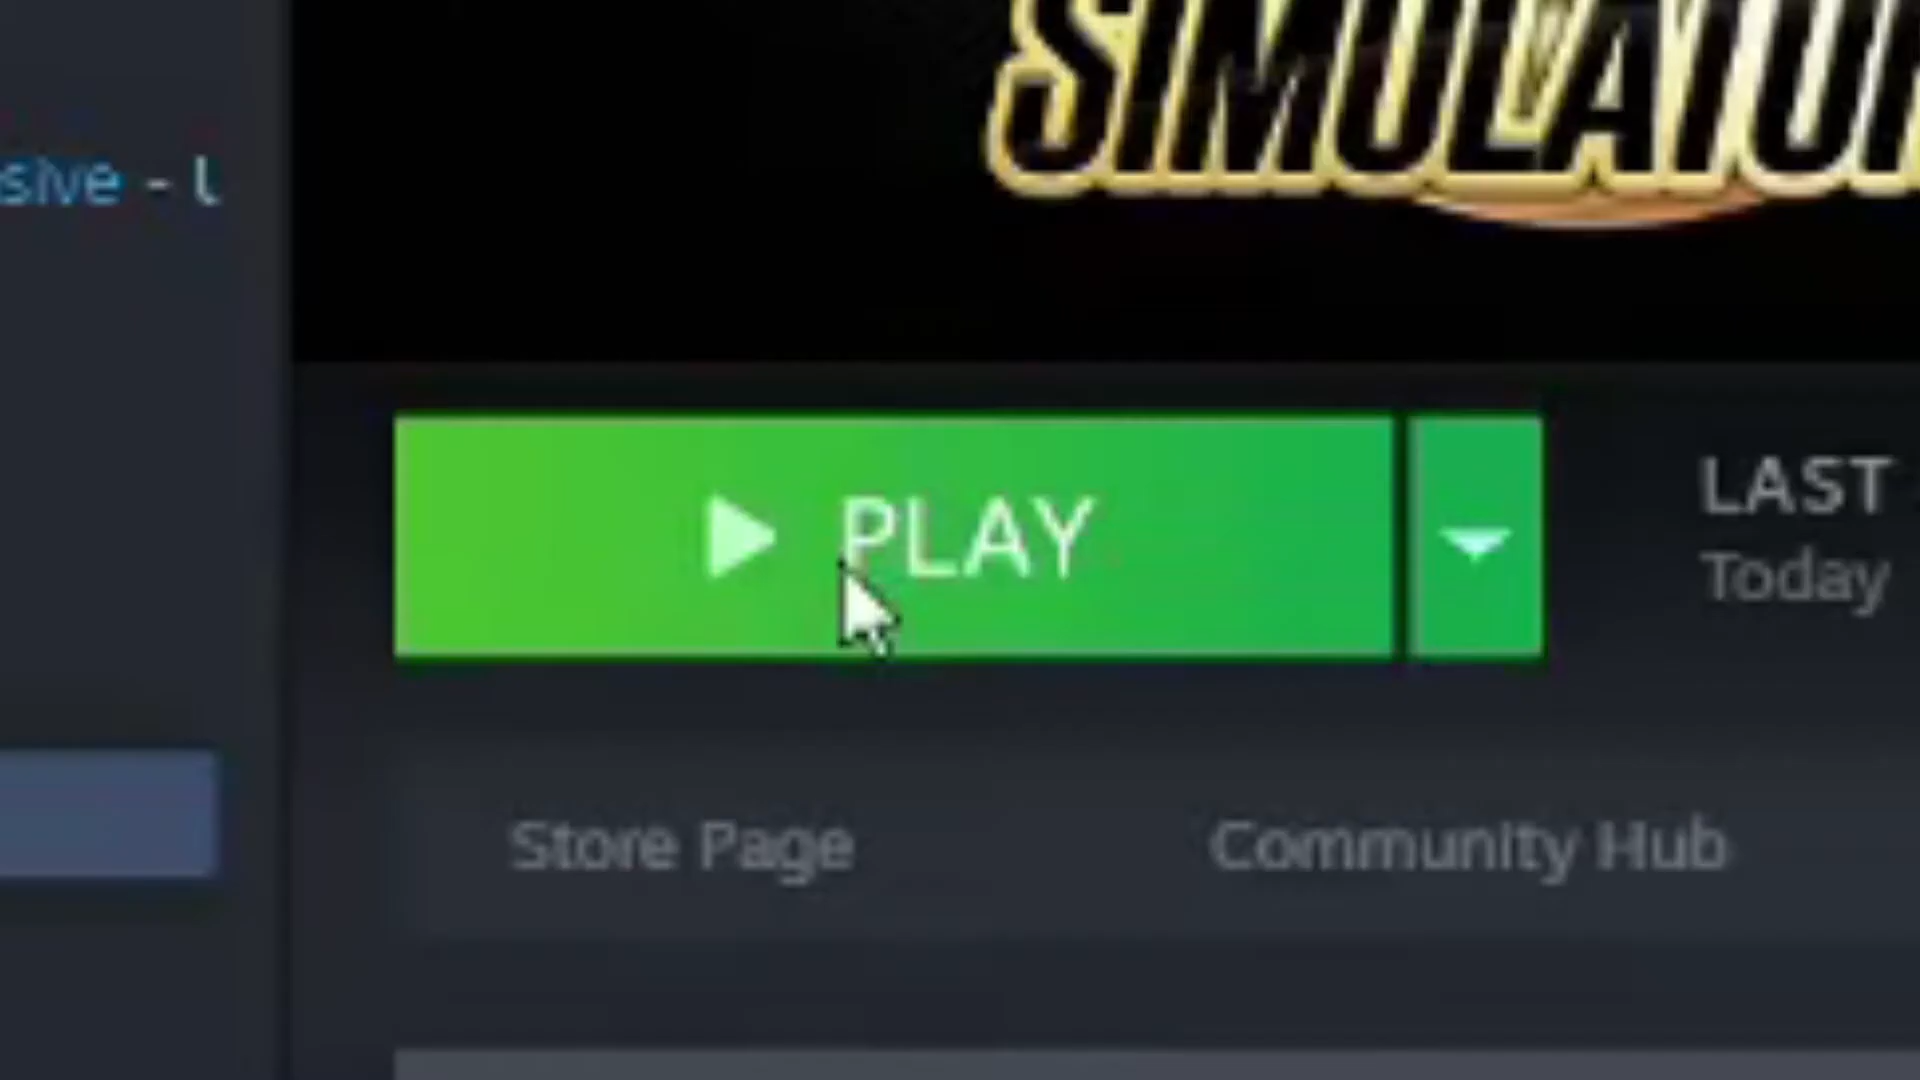 SIMULATOR
sive - U
PLAY
LAST
Today
Store Page
Community Hub